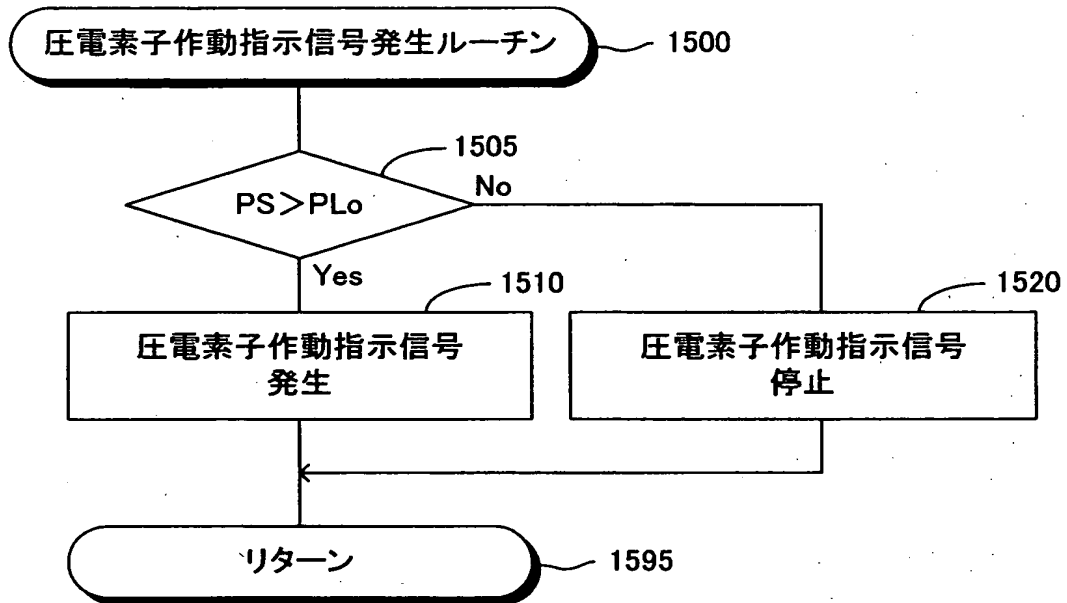 圧電素子作動指示信号発生ルーチン
1500
1505
PS＞PLo
No
Yes
1510
圧電素子作動指示信号
発生
1520
圧電素子作動指示信号
停止
リターン
1595